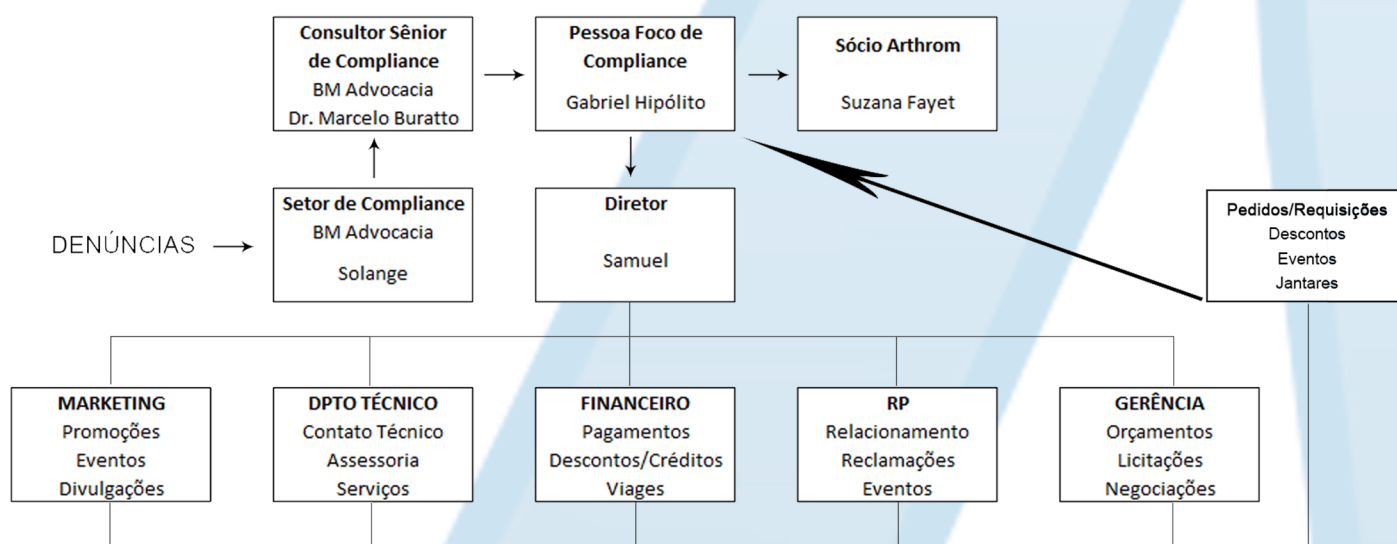 Consultor Sênior
de Compliance
BM Advocacia
Dr. Marcelo Buratto
Pessoa Foco de
Compliance
Gabriel Hipólito
Sócio Arthrom
Suzana Fayet
DENÚNCIAS
Setor de Compliance
BM Advocacia
Solange
Diretor
Samuel
Pedidos/Requisições
Descontos
Eventos
Jantares
MARKETING
Promoções
Eventos
Divulgações
DPTO TÉCNICO
Contato Técnico
Assessoria
Serviços
FINANCEIRO
Pagamentos
Descontos/Créditos
Viages
RP
Relacionamento
Reclamações
Eventos
GERÊNCIA
Orçamentos
Licitações
Negociações